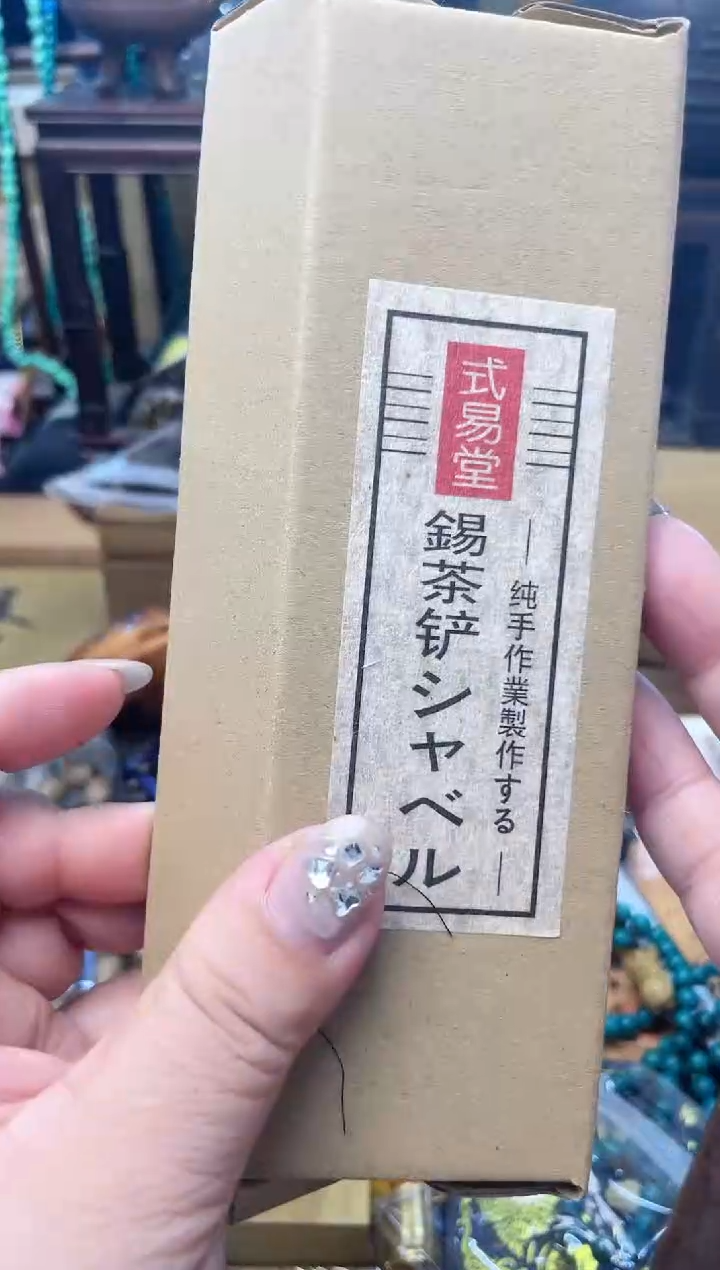 式易堂
錫茶铲シャベル
纯手作業製作する